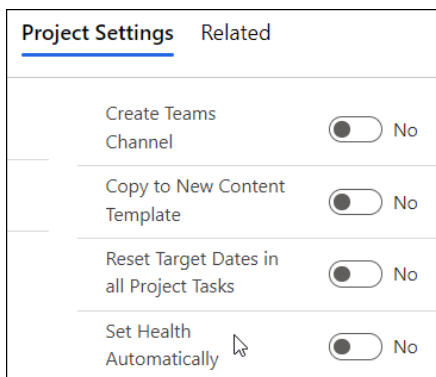 Project Settings Related
Create Teams
Channel
No
Copy to New Content
Template
No
Reset Target Dates in
all Project Tasks
No
Set Health
Automatically
No